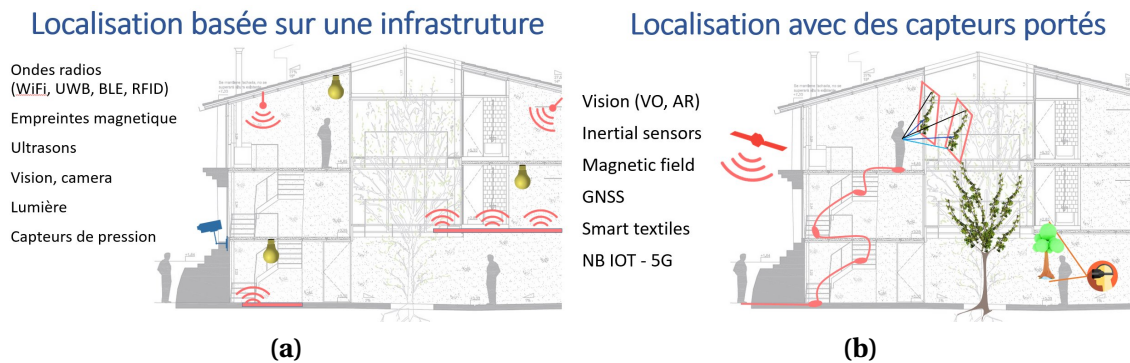 Localisation basée sur une infrastruture
Ondes radios
(WiFi, UWB, BLE, RFID)
Empreintes magnetique
Ultrasons
Vision, camera
Lumière
Capteurs de pression
(a)
Localisation avec des capteurs portés
Vision (VO, AR)
Inertial sensors
Magnetic field
GNSS
Smart textiles
NB IOT - 5G
(b)